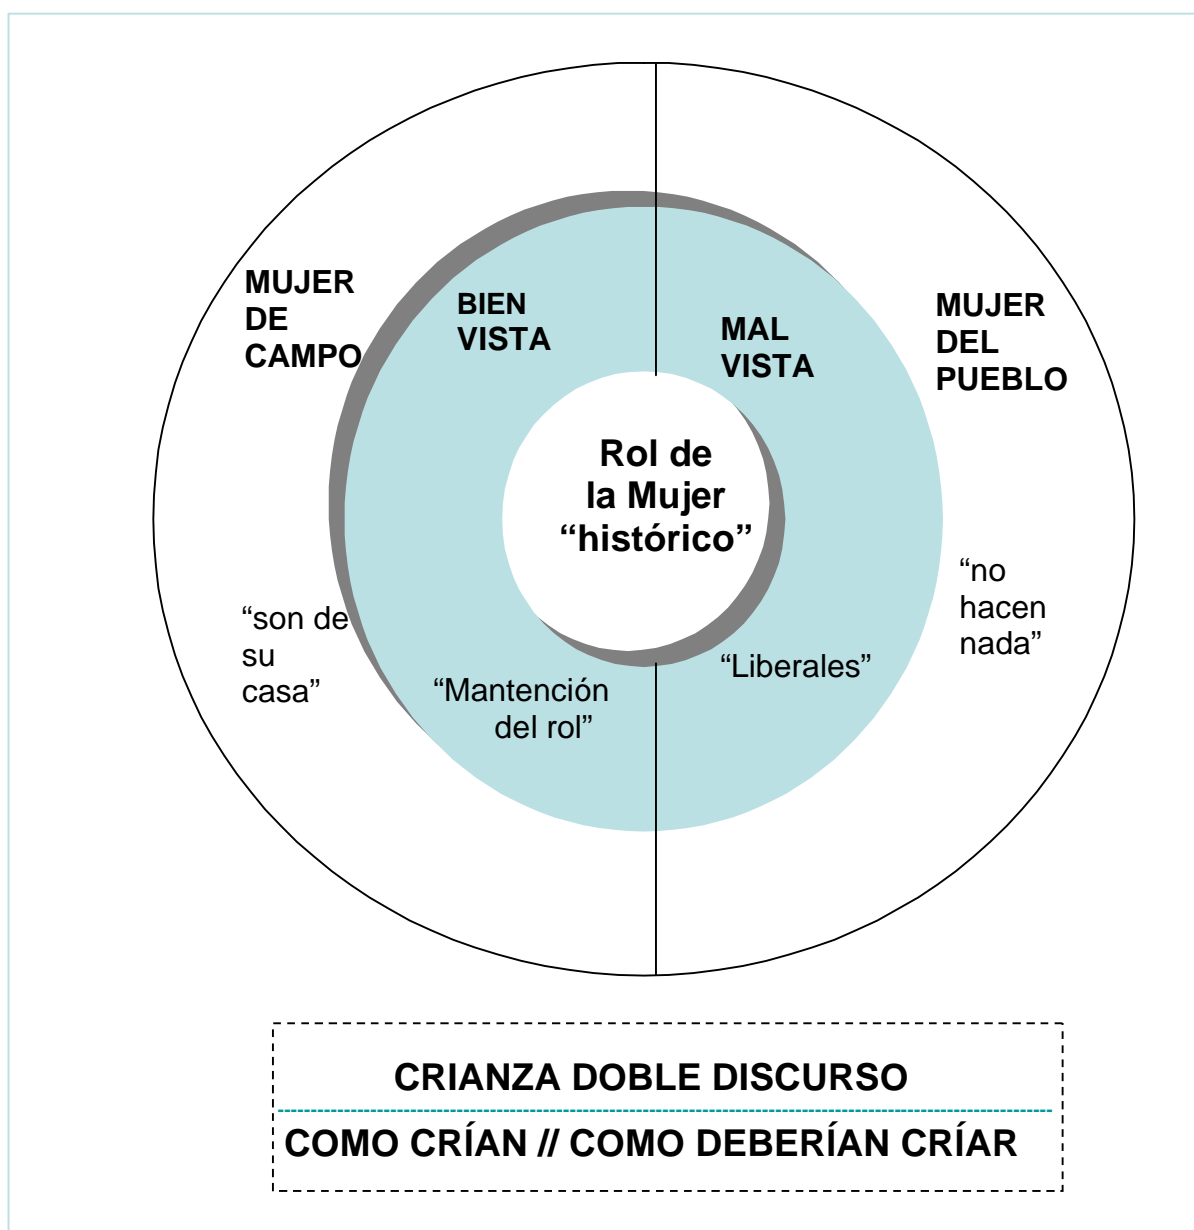 MUJER
DE
CAMPO
BIEN
VISTA
MAL
VISTA
MUJER
DEL
PUEBLO
Rol de
la Mujer
“histórico”
“son de
su
casa”
“Mantención
del rol”
“Liberales”
“no
hacen
nada”
CRIANZA DOBLE DISCURSO
COMO CRÍAN // COMO DEBERÍAN CRÍAR